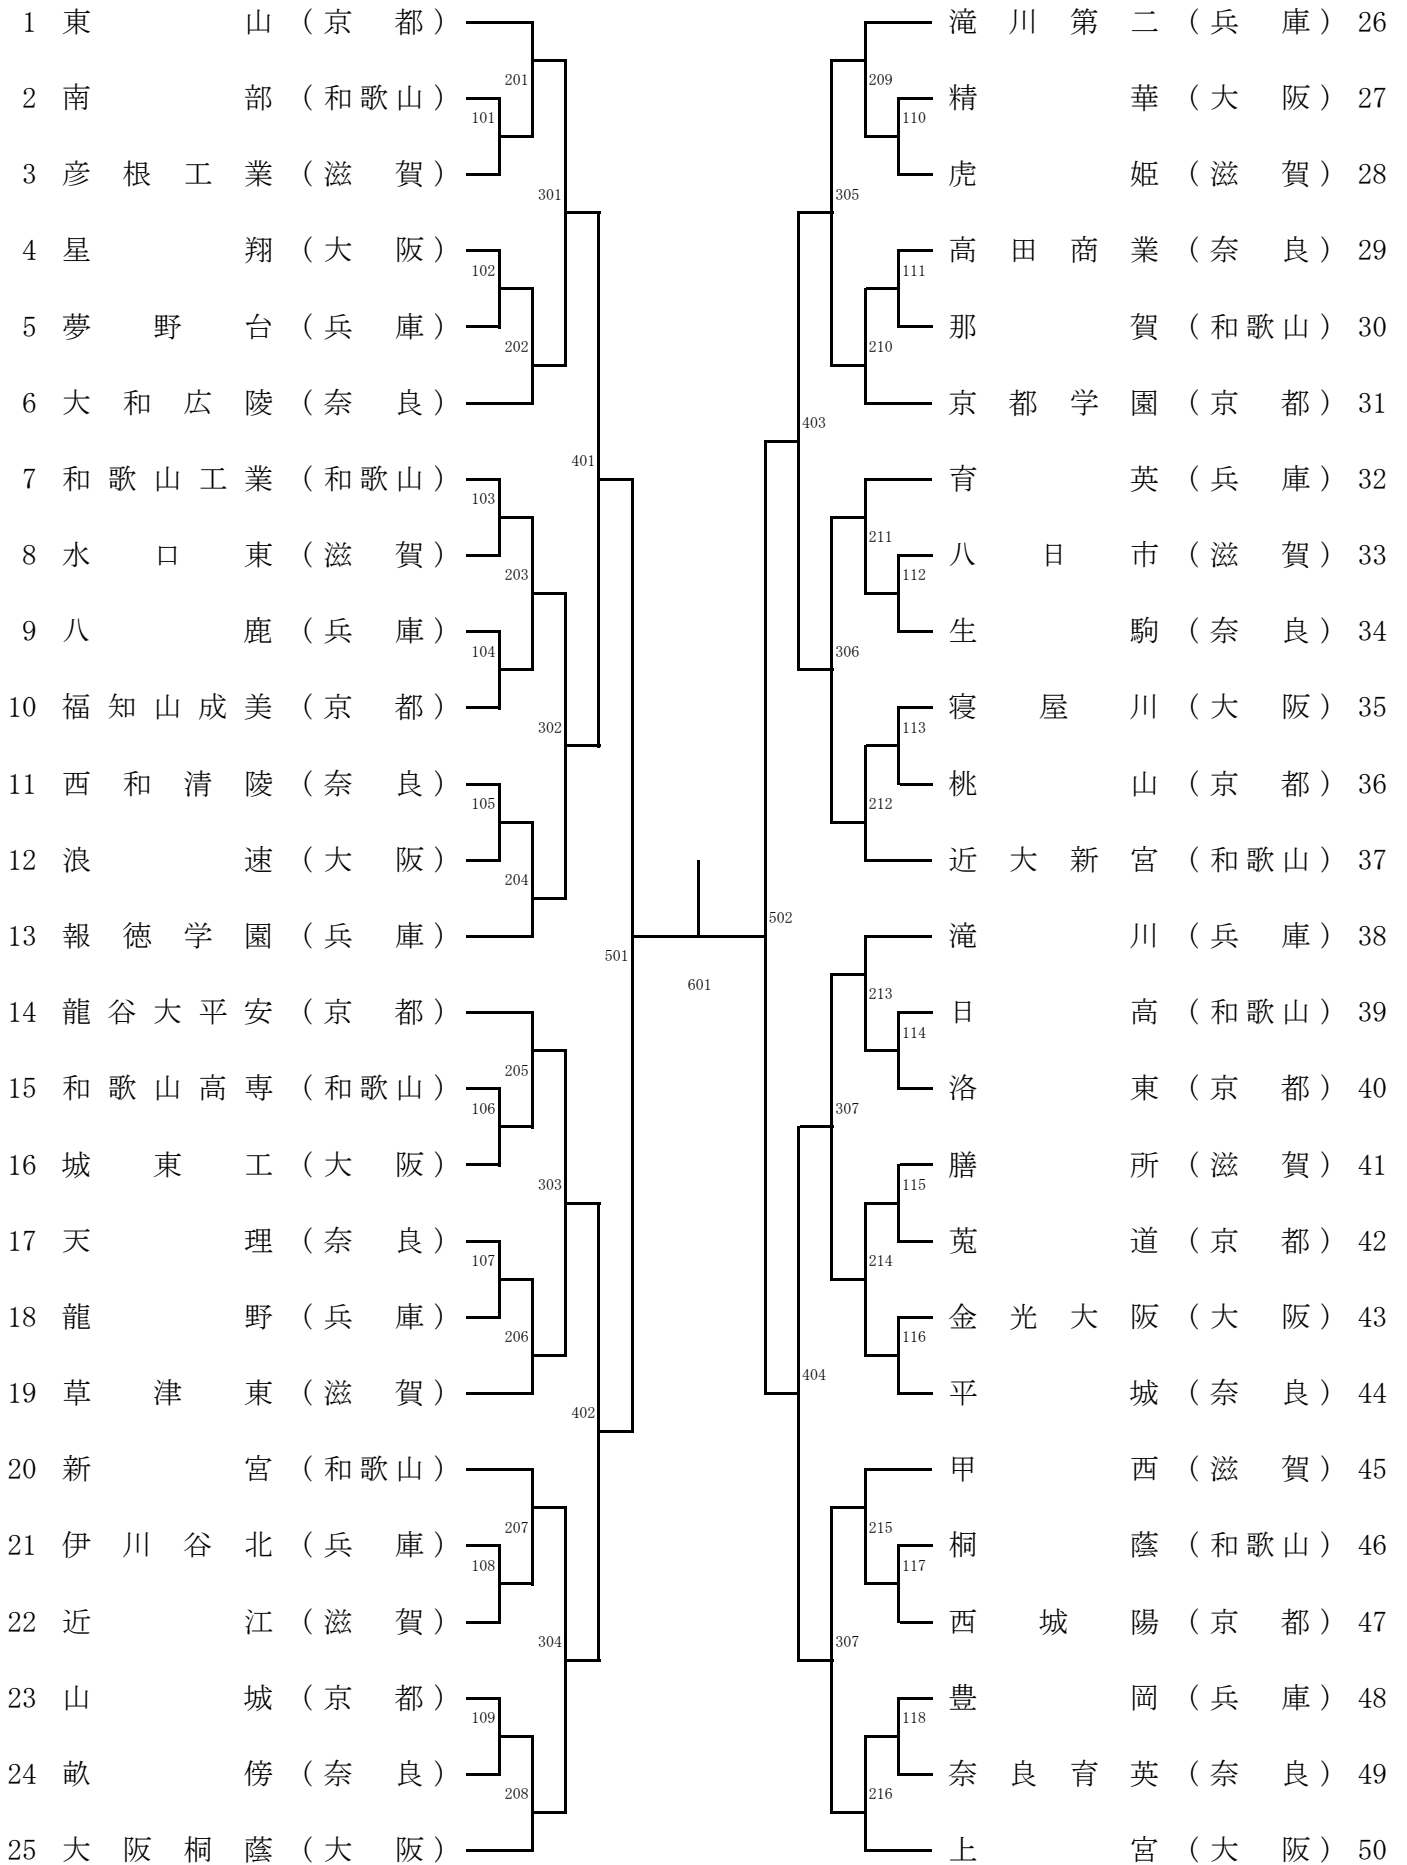 1 東山（京都）
2 南部（和歌山）
3 彦根工業（滋賀）
4 星翔（大阪）
5 夢野台（兵庫）
6 大和広陵（奈良）
7 和歌山工業（和歌山）
8 水口東（滋賀）
9 八鹿（兵庫）
10 福知山成美（京都）
11 西和清陵（奈良）
12 浪速（大阪）
13 報徳学園（兵庫）
14 龍谷大平安（京都）
15 和歌山高専（和歌山）
16 城東工（大阪）
17 天理（奈良）
18 龍野（兵庫）
19 草津東（滋賀）
20 新宮（和歌山）
21 伊川谷北（兵庫）
22 近江（滋賀）
23 山城（京都）
24 畝傍（奈良）
25 大阪桐蔭（大阪）
201
101
301
102
202
401
103
203
104
302
105
204
501
205
106
303
107
206
402
207
108
304
109
208
601
209
110
305
111
210
403
211
112
306
113
212
502
213
114
307
115
214
116
404
215
117
307
118
216
滝川第二（兵庫）26
精華（大阪）27
虎姫（滋賀）28
高田商業（奈良）29
那賀（和歌山）30
京都学園（京都）31
育英（兵庫）32
八日市（滋賀）33
生駒（奈良）34
寝屋川（大阪）35
桃山（京都）36
近大新宮（和歌山）37
滝川（兵庫）38
日高（和歌山）39
洛東（京都）40
膳所（滋賀）41
莵道（京都）42
金光大阪（大阪）43
平城（奈良）44
甲西（滋賀）45
桐蔭（和歌山）46
西城陽（京都）47
豊岡（兵庫）48
奈良育英（奈良）49
上宮（大阪）50